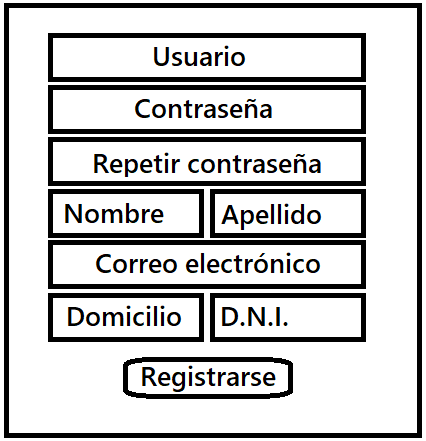 Usuario
Contraseña
Repetir contraseña
Nombre Apellido
Correo electrónico
Domicilio D.N.I.
Registrarse